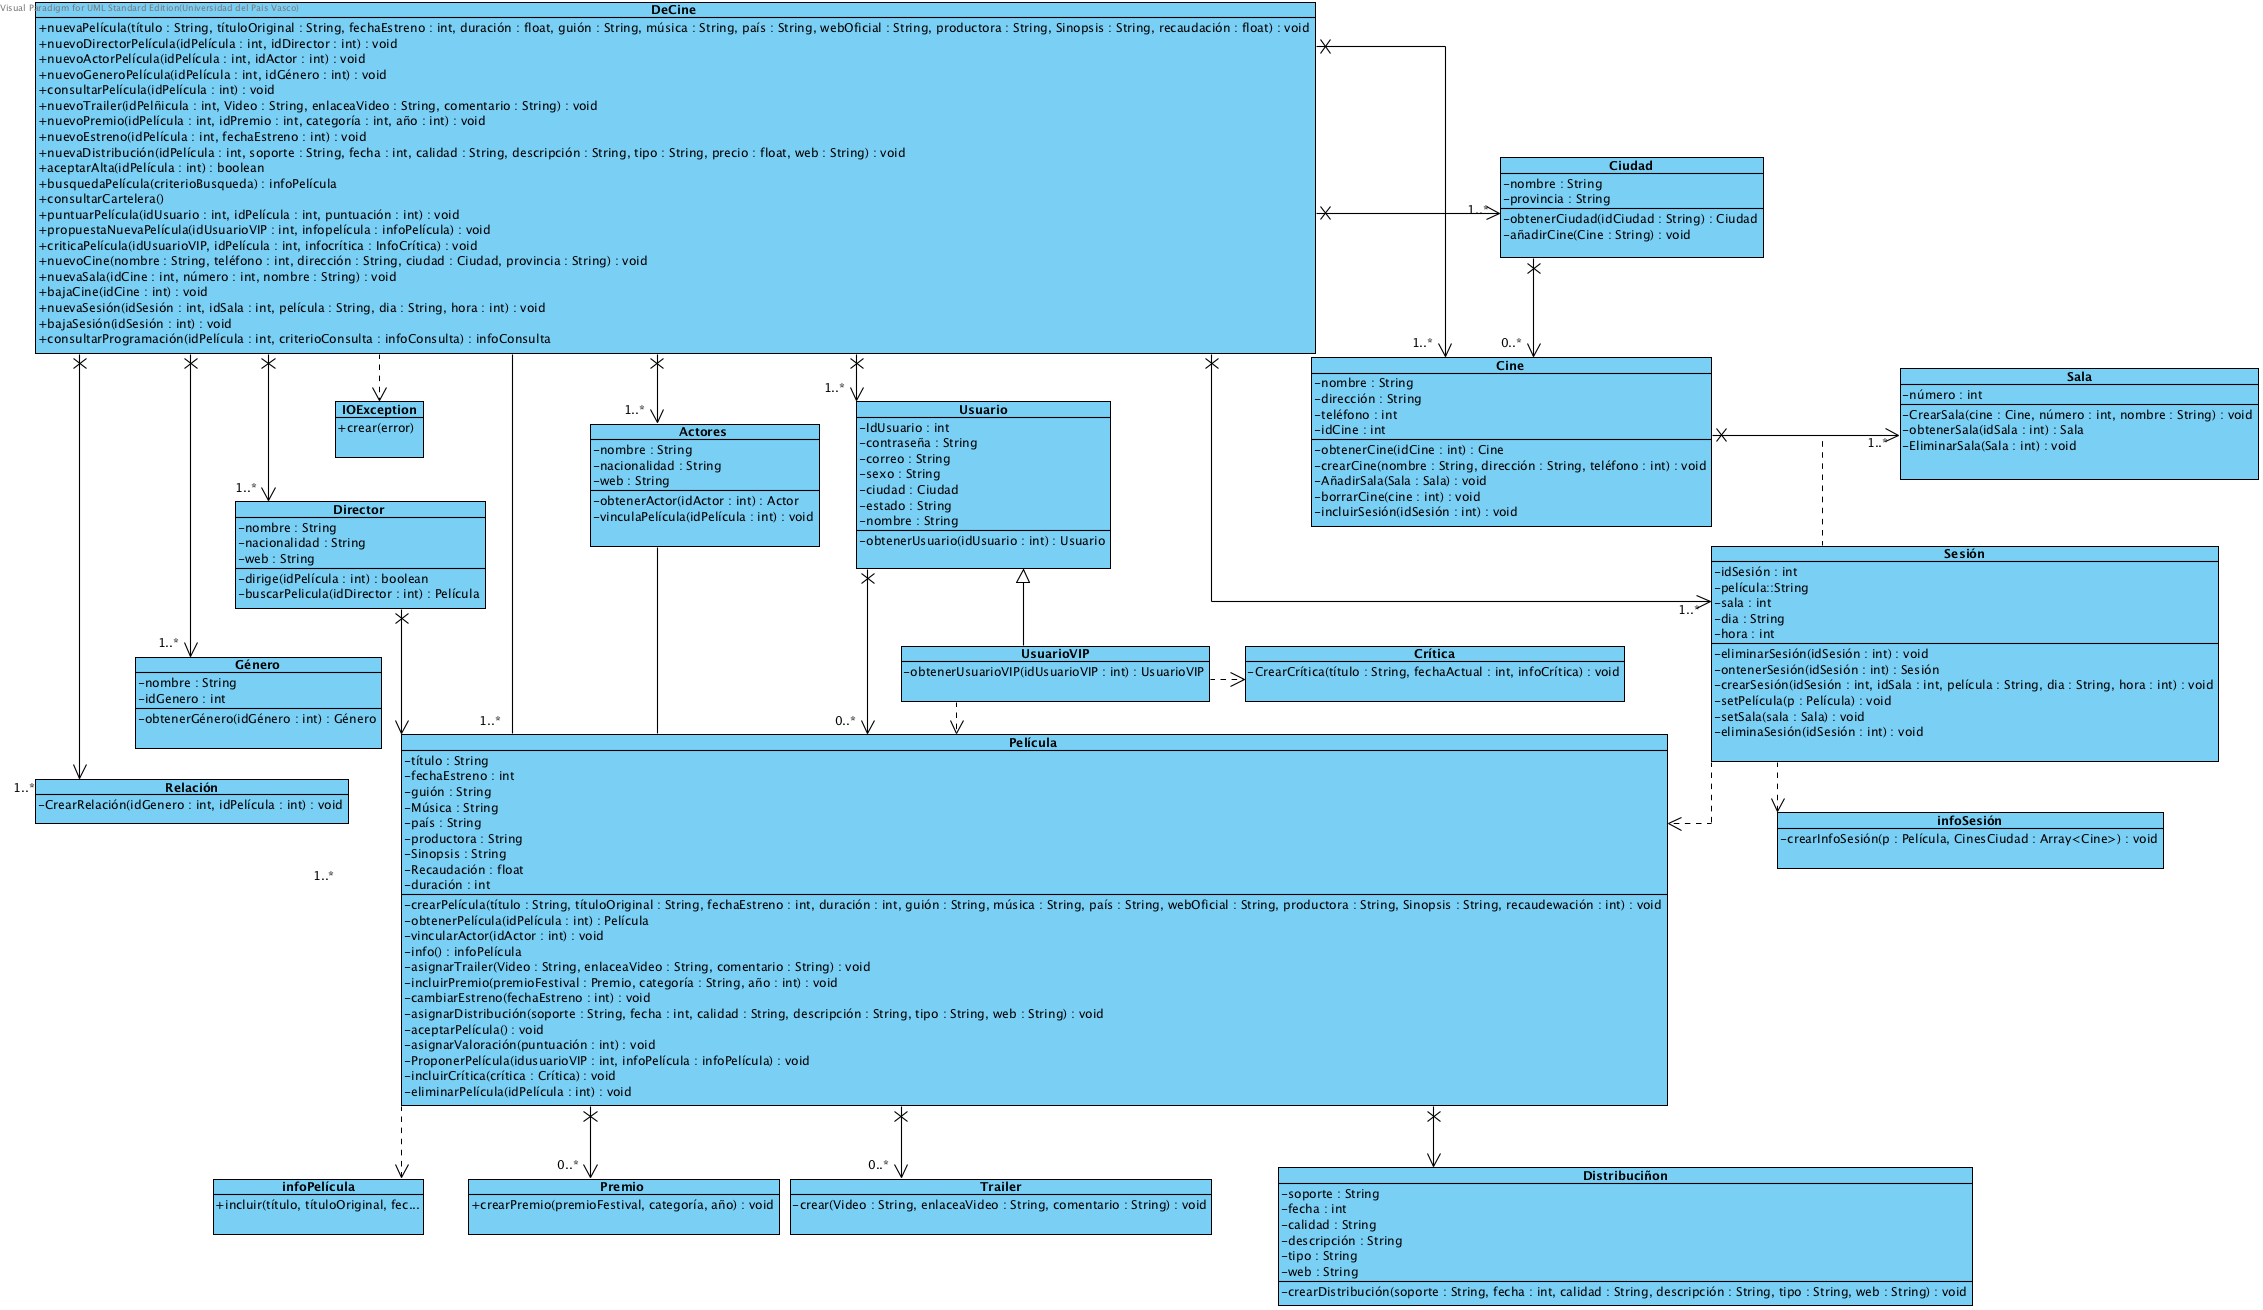 Visual Paradigm for UML Standard Edition(Universidad del Pais Vasco)
DeCine
+nuevaPelícula(título : String, títuloOriginal : String, fechaEstreno : int, duración : float, guión : String, música : String, país : String, webOficial : String, productora : String, Sinopsis : String, recaudación : float) : void
+nuevoDirectorPelícula(idPelícula : int, idDirector : int) : void
+nuevoActorPelícula(idPelícula : int, idActor : int) : void
+nuevoGeneroPelícula(idPelícula : int, idGénero : int) : void
+consultarPelícula(idPelícula : int) : void
+nuevoTrailer(idPelñicula : int, Video : String, enlaceaVideo : String, comentario : String) : void
+nuevoPremio(idPelícula : int, idPremio : int, categoría : int, año : int) : void
+nuevoEstreno(idPelícula : int, fechaEstreno : int) : void
+nuevaDistribución(idPelícula : int, soporte : String, fecha : int, calidad : String, descripción : String, tipo : String, precio : float, web : String) : void
+aceptarAlta(idPelícula : int) : boolean
+busquedaPelícula(criterioBusqueda) : infoPelícula
+consultarCartelera()
+puntuarPelícula(idUsuario : int, idPelícula : int, puntuación : int) : void
+propuestaNuevaPelícula(idUsuarioVIP : int, infopelícula : infoPelícula) : void
+criticaPelícula(idUsuarioVIP, idPelícula : int, infocrítica : InfoCrítica) : void
+nuevoCine(nombre : String, teléfono : int, dirección : String, ciudad : Ciudad, provincia : String) : void
+nuevaSala(idCine : int, número : int, nombre : String) : void
+bajaCine(idCine : int) : void
+nuevaSesión(idSesión : int, idSala : int, película : String, dia : String, hora : int) : void
+bajaSesión(idSesión : int) : void
+consultarProgramación(idPelícula : int, criterioConsulta : infoConsulta) : infoConsulta
Ciudad
-nombre : String
-provincia : String
1..*
-obtenerCiudad(idCiudad : String) : Ciudad
-añadirCine(Cine : String) : void
1..*
0..*
Cine
-nombre : String
-dirección : String
-teléfono : int
-idCine : int
-obtenerCine(idCine : int) : Cine
-crearCine(nombre : String, dirección : String, teléfono : int) : void
-AñadirSala(Sala : Sala) : void
-borrarCine(cine : int) : void
-incluirSesión(idSesión : int) : void
Sala
-número : int
-CrearSala(cine : Cine, número : int, nombre : String) : void
-obtenerSala(idSala : int) : Sala
1..*
-EliminarSala(Sala : int) : void
IOException
+crear(error)
1..*
Actores
-nombre : String
-nacionalidad : String
-web : String
-obtenerActor(idActor : int) : Actor
-vinculaPelícula(idPelícula : int) : void
1..*
Usuario
-IdUsuario : int
-contraseña : String
-correo : String
-sexo : String
-ciudad : Ciudad
-estado : String
-nombre : String
-obtenerUsuario(idUsuario : int) : Usuario
1..*
Director
-nombre : String
-nacionalidad : String
-web : String
-dirige(idPelícula : int) : boolean
-buscarPelicula(idDirector : int) : Película
Sesión
-idSesión : int
-película::String
-sala : int
1..*
-dia : String
-hora : int
-eliminarSesión(idSesión : int) : void
-ontenerSesión(idSesión : int) : Sesión
-crearSesión(idSesión : int, idSala : int, película : String, dia : String, hora : int) : void
-setPelícula(p : Película) : void
-setSala(sala : Sala) : void
-eliminaSesión(idSesión : int) : void
1..*
Género
-nombre : String
-idGenero : int
-obtenerGénero(idGénero : int) : Género
UsuarioVIP
-obtenerUsuarioVIP(idUsuarioVIP : int) : UsuarioVIP
Crítica
-CrearCrítica(título : String, fechaActual : int, infoCrítica) : void
1..*
0..*
1..*
Relación
-CrearRelación(idGenero : int, idPelícula : int) : void
1..*
Película
-título : String
-fechaEstreno : int
-guión : String
-Música : String
-país : String
-productora : String
-Sinopsis : String
-Recaudación : float
-duración : int
-crearPelícula(título : String, títuloOriginal : String, fechaEstreno : int, duración : int, guión : String, música : String, país : String, webOficial : String, productora : String, Sinopsis : String, recaudewación : int) : void
-obtenerPelícula(idPelícula : int) : Película
-vincularActor(idActor : int) : void
-info() : infoPelícula
-asignarTrailer(Video : String, enlaceaVideo : String, comentario : String) : void
-incluirPremio(premioFestival : Premio, categoría : String, año : int) : void
-cambiarEstreno(fechaEstreno : int) : void
-asignarDistribución(soporte : String, fecha : int, calidad : String, descripción : String, tipo : String, web : String) : void
-aceptarPelícula() : void
-asignarValoración(puntuación : int) : void
-ProponerPelícula(idusuarioVIP : int, infoPelícula : infoPelícula) : void
-incluirCrítica(crítica : Crítica) : void
-eliminarPelícula(idPelícula : int) : void
infoSesión
-crearInfoSesión(p : Película, CinesCiudad : Array<Cine>) : void
infoPelícula
+incluir(título, títuloOriginal, fec...
0..*
Premio
+crearPremio(premioFestival, categoría, año) : void
0..*
Trailer
-crear(Video : String, enlaceaVideo : String, comentario : String) : void
Distribuciñon
-soporte : String
-fecha : int
-calidad : String
-descripción : String
-tipo : String
-web : String
-crearDistribución(soporte : String, fecha : int, calidad : String, descripción : String, tipo : String, web : String) : void